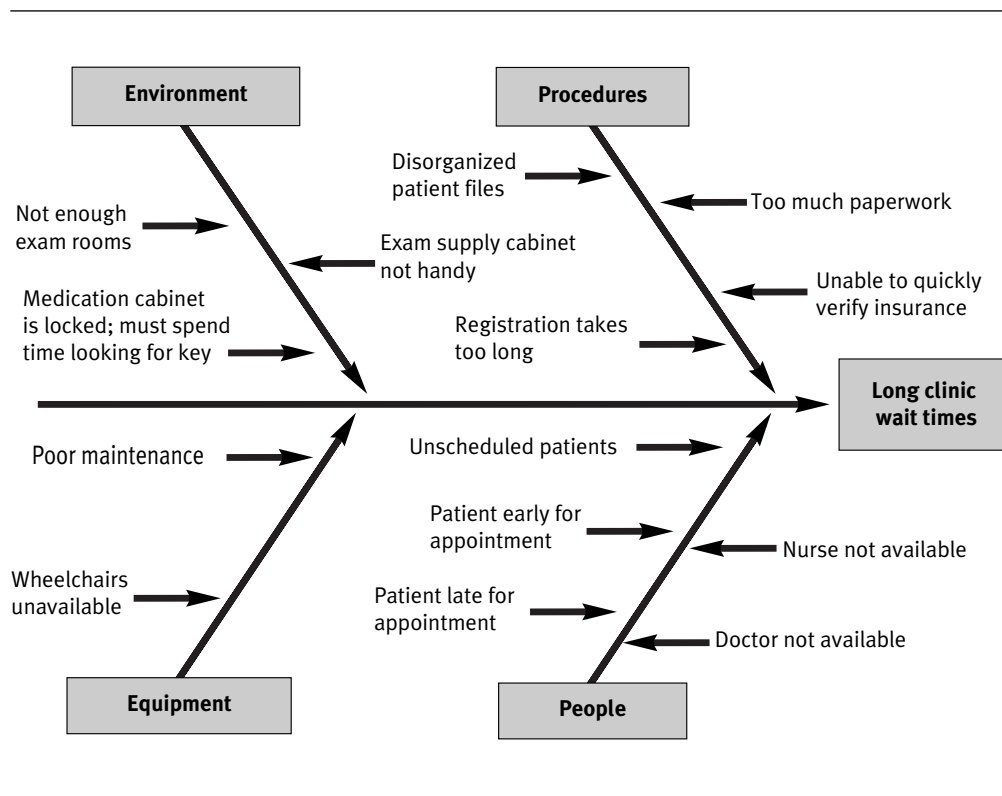 Environment
Procedures
Disorganized
patient files
Too much paperwork
Not enough
exam rooms
Exam supply cabinet
not handy
Medication cabinet
is locked; must spend
time looking for key
Unable to quickly
verify insurance
Registration takes
too long
Long clinic
wait times
Poor maintenance
Unscheduled patients
Patient early for
appointment
Nurse not available
Wheelchairs
unavailable
Patient late for
appointment
Doctor not available
Equipment
People